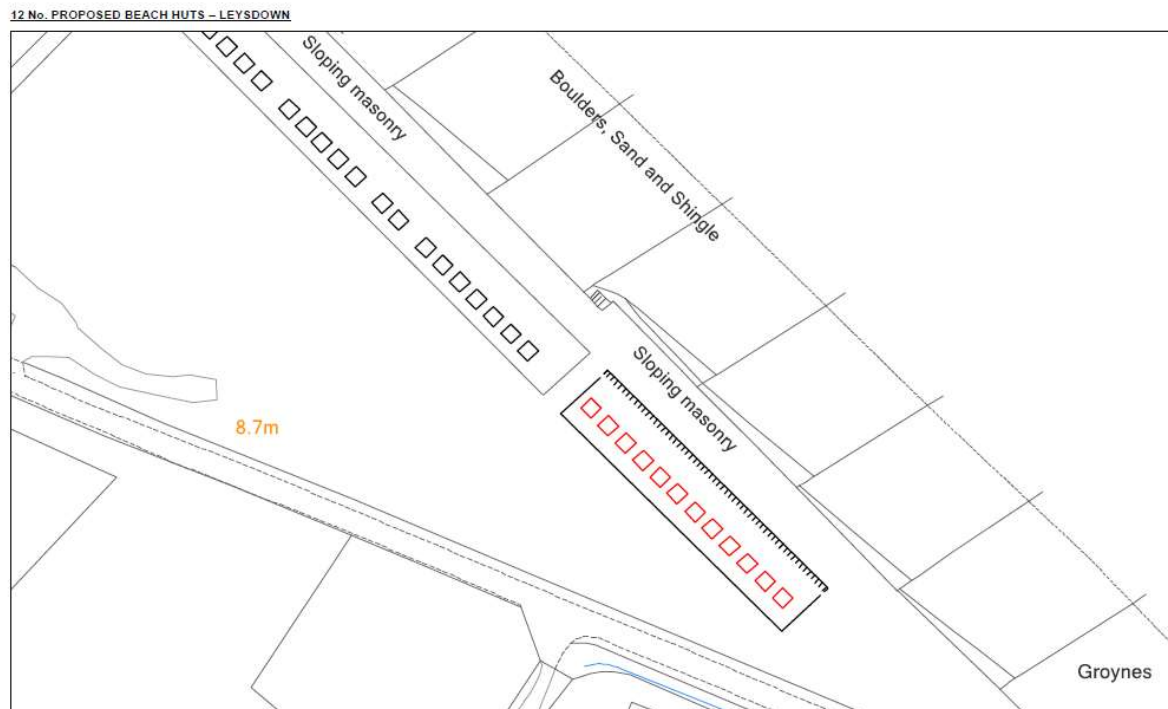 12 No. PROPOSED BEACH HUTS – LEYSDOWN
Sloping masonry
Boulders, Sand and Shingle
Sloping masonry
8.7m
Groynes